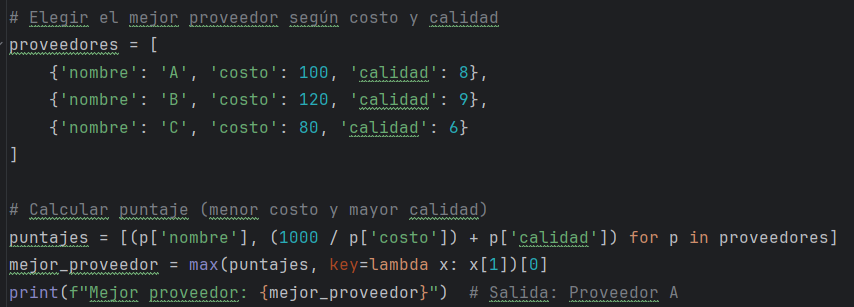 # Elegir el mejor proveedor según costo y calidad
proveedores = [
    {'nombre': 'A', 'costo': 100, 'calidad': 8},
    {'nombre': 'B', 'costo': 120, 'calidad': 9},
    {'nombre': 'C', 'costo': 80, 'calidad': 6}
]
# Calcular puntaje (menor costo y mayor calidad)
puntajes = [(p['nombre'], (1000 / p['costo']) + p['calidad']) for p in proveedores]
mejor_proveedor = max(puntajes, key=lambda x: x[1])[0]
print(f"Mejor proveedor: {mejor_proveedor}")  # Salida: Proveedor A